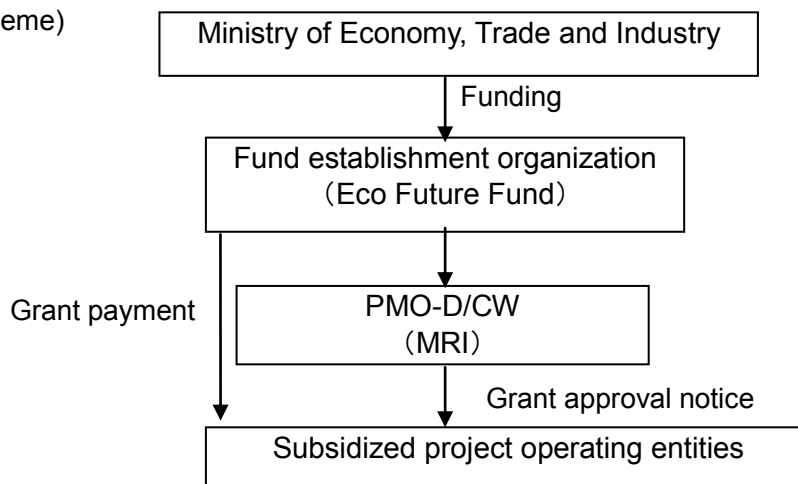 eme)
Ministry of Economy, Trade and Industry
Funding
Fund establishment organization
（Eco Future Fund）
Grant payment
PMO-D/CW
（MRI）
Grant approval notice
Subsidized project operating entities